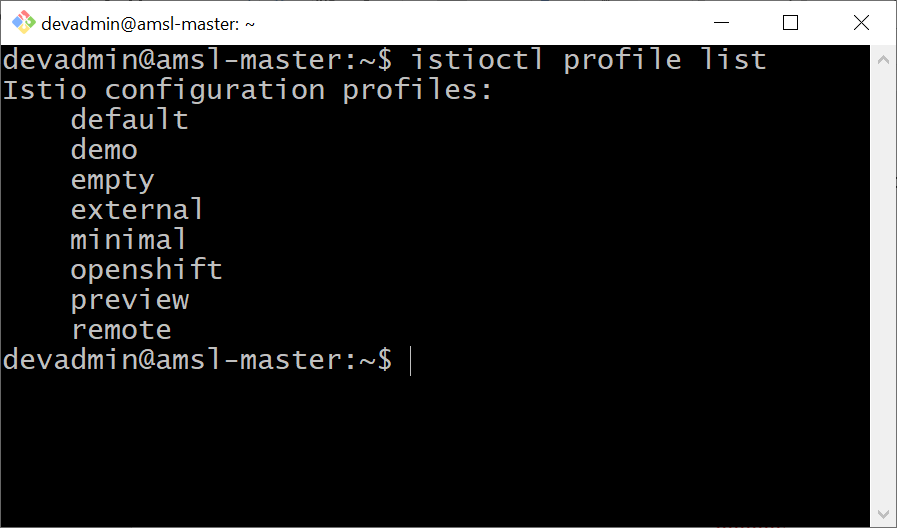 devadmin@amsl-master: ~
devadmin@amsl-master:~$ istioctl profile list
Istio configuration profiles:
    default
    demo
    empty
    external
    minimal
    openshift
    preview
    remote
devadmin@amsl-master:~$